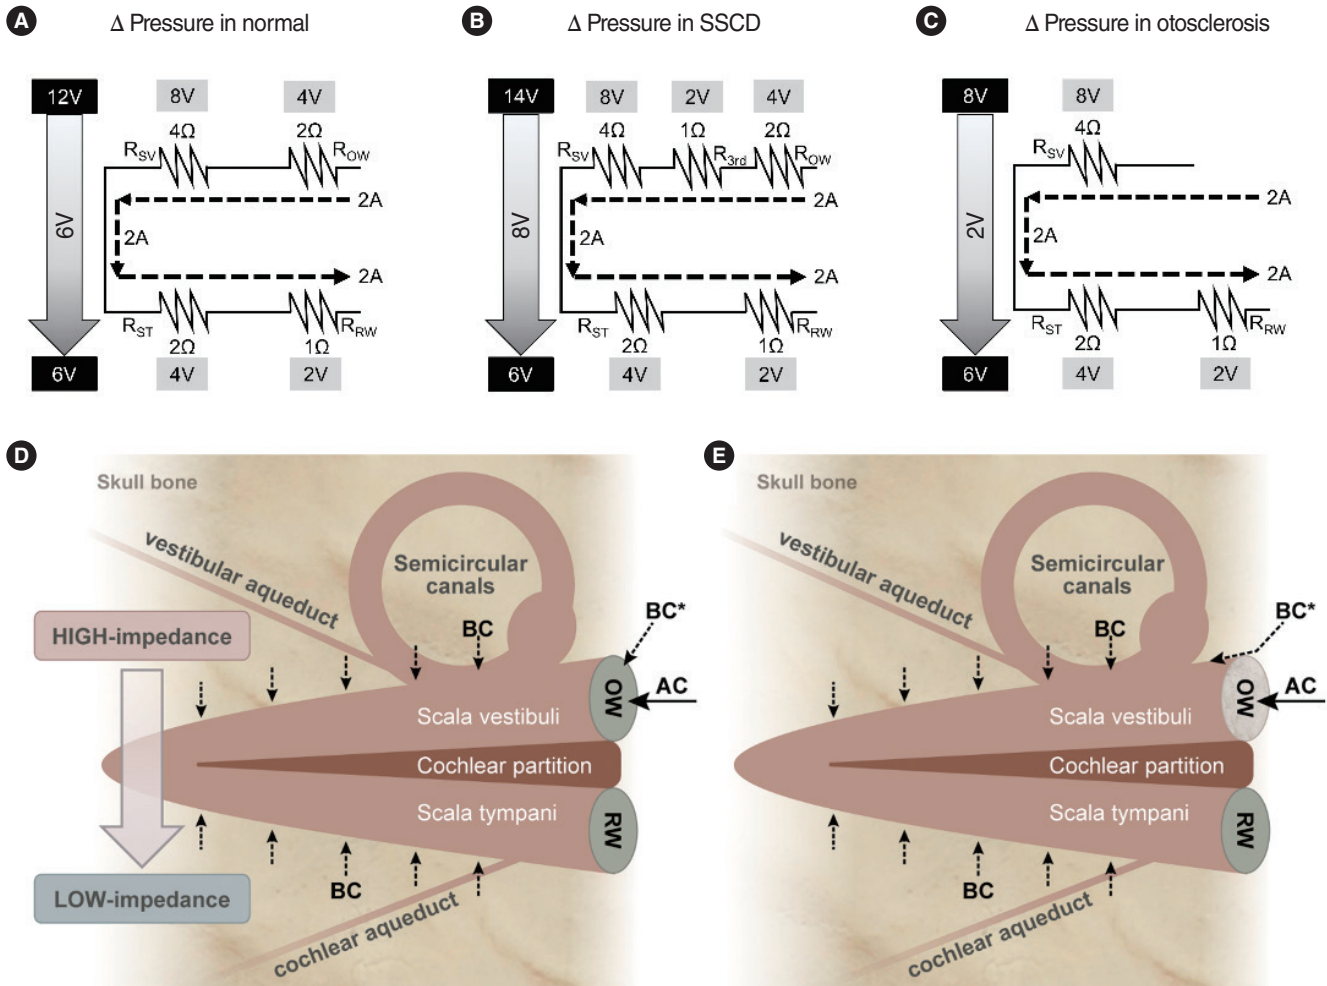 A
Δ Pressure in normal
12V
8V
4V
4Ω
2Ω
RSV
ROW
2A
6V
2A
2A
RST
RRW
2Ω
1Ω
6V
4V
2V
B
Δ Pressure in SSCD
14V
8V
2V
4V
4Ω
1Ω
2Ω
RSV
R3rd
ROW
2A
8V
2A
2A
RST
RRW
2Ω
1Ω
6V
4V
2V
C
Δ Pressure in otosclerosis
8V
8V
4Ω
RSV
2A
2V
2A
2A
RST
RRW
2Ω
1Ω
6V
4V
2V
D
Skull bone
vestibular aqueduct
Semicircular
canals
HIGH-impedance
BC
BC*
OW
AC
Scala vestibuli
Cochlear partition
Scala tympani
RW
BC
LOW-impedance
cochlear aqueduct
E
Skull bone
vestibular aqueduct
Semicircular
canals
BC
BC*
OW
AC
Scala vestibuli
Cochlear partition
Scala tympani
RW
BC
cochlear aqueduct